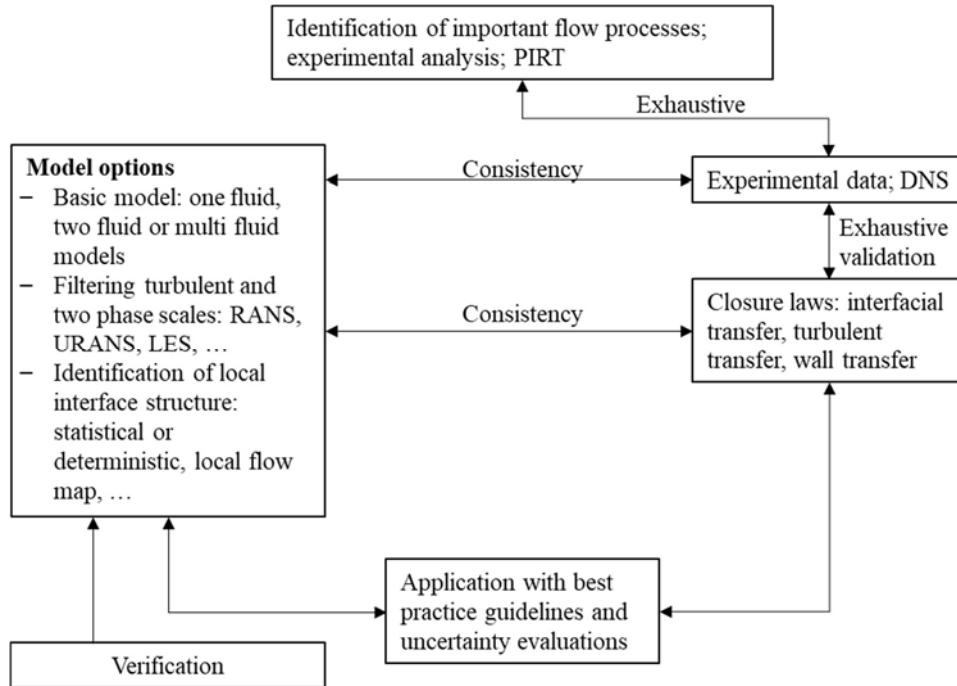 Identification of important flow processes;
experimental analysis; PIRT
Exhaustive
Model options
– Basic model: one fluid,
two fluid or multi fluid
models
– Filtering turbulent and
two phase scales: RANS,
URANS, LES, …
– Identification of local
interface structure:
statistical or
deterministic, local flow
map, …
Consistency
Experimental data; DNS
Exhaustive
validation
Consistency
Closure laws: interfacial
transfer, turbulent
transfer, wall transfer
Application with best
practice guidelines and
uncertainty evaluations
Verification